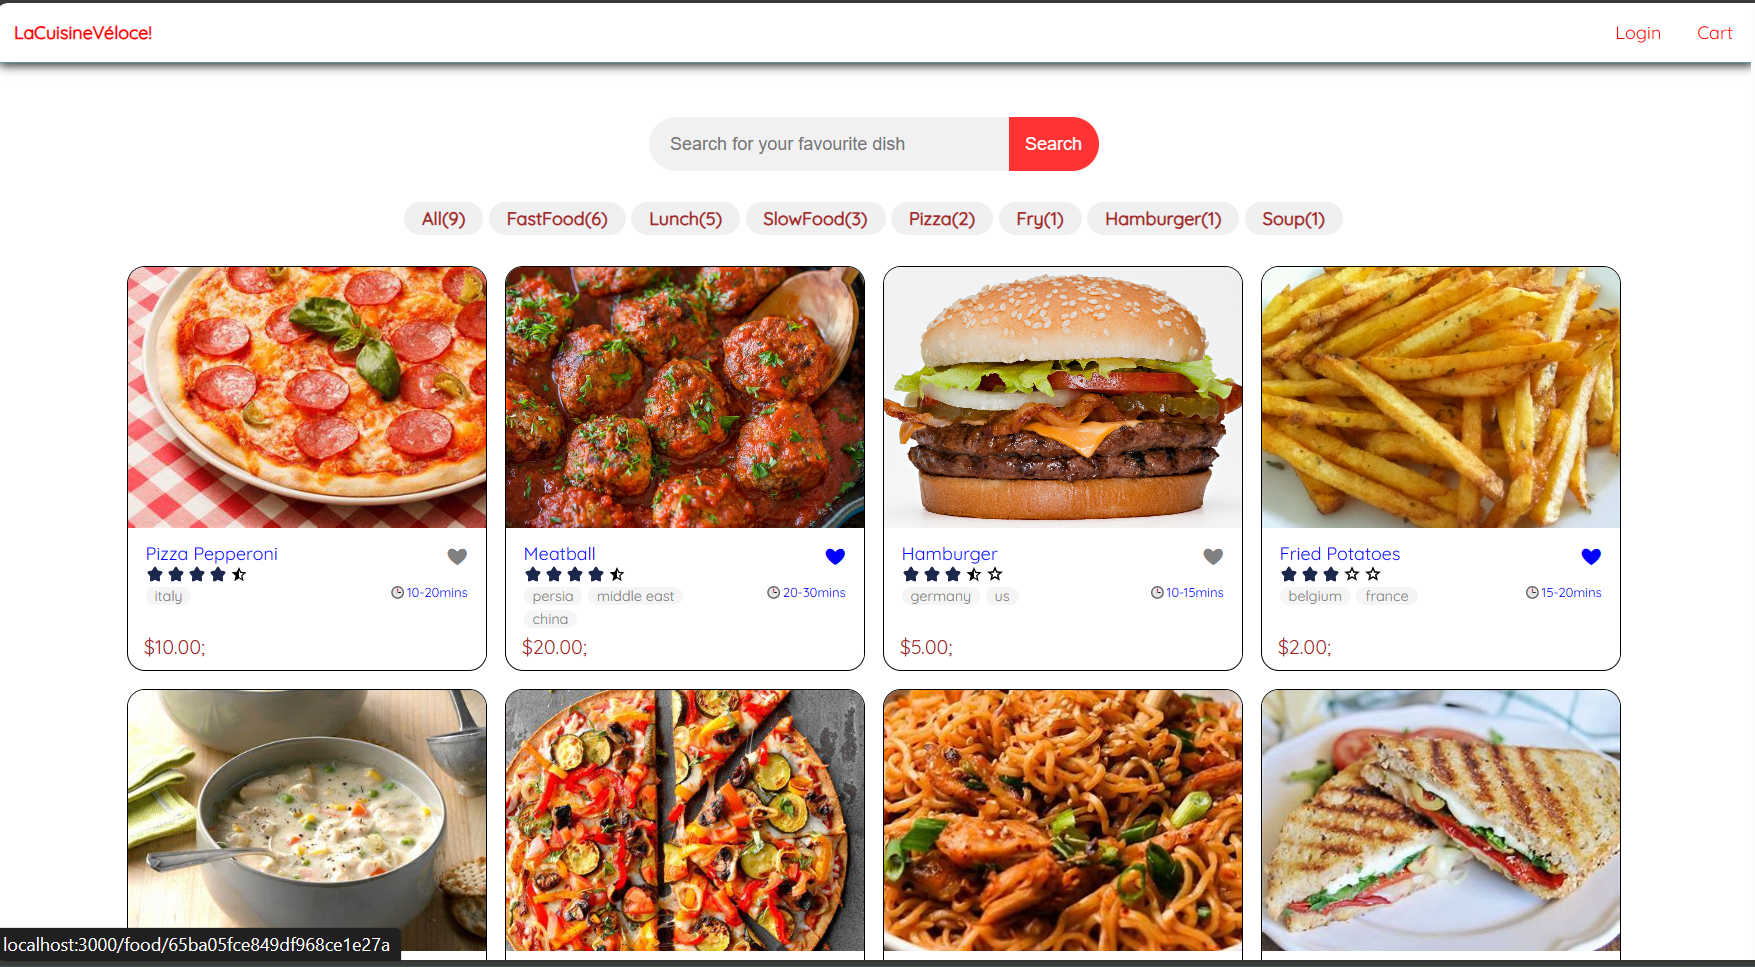 LaCuisineVéloce!
Login Cart
Search for your favourite dish Search
All(9) FastFood(6) Lunch(5) SlowFood(3) Pizza(2) Fry(1) Hamburger(1) Soup(1)
Pizza Pepperoni
italy
10-20mins
$10.00;
Meatball
persia middle east
china
20-30mins
$20.00;
Hamburger
germany us
10-15mins
$5.00;
Fried Potatoes
belgium france
15-20mins
$2.00;
localhost:3000/food/65ba05fce849df968ce1e27a